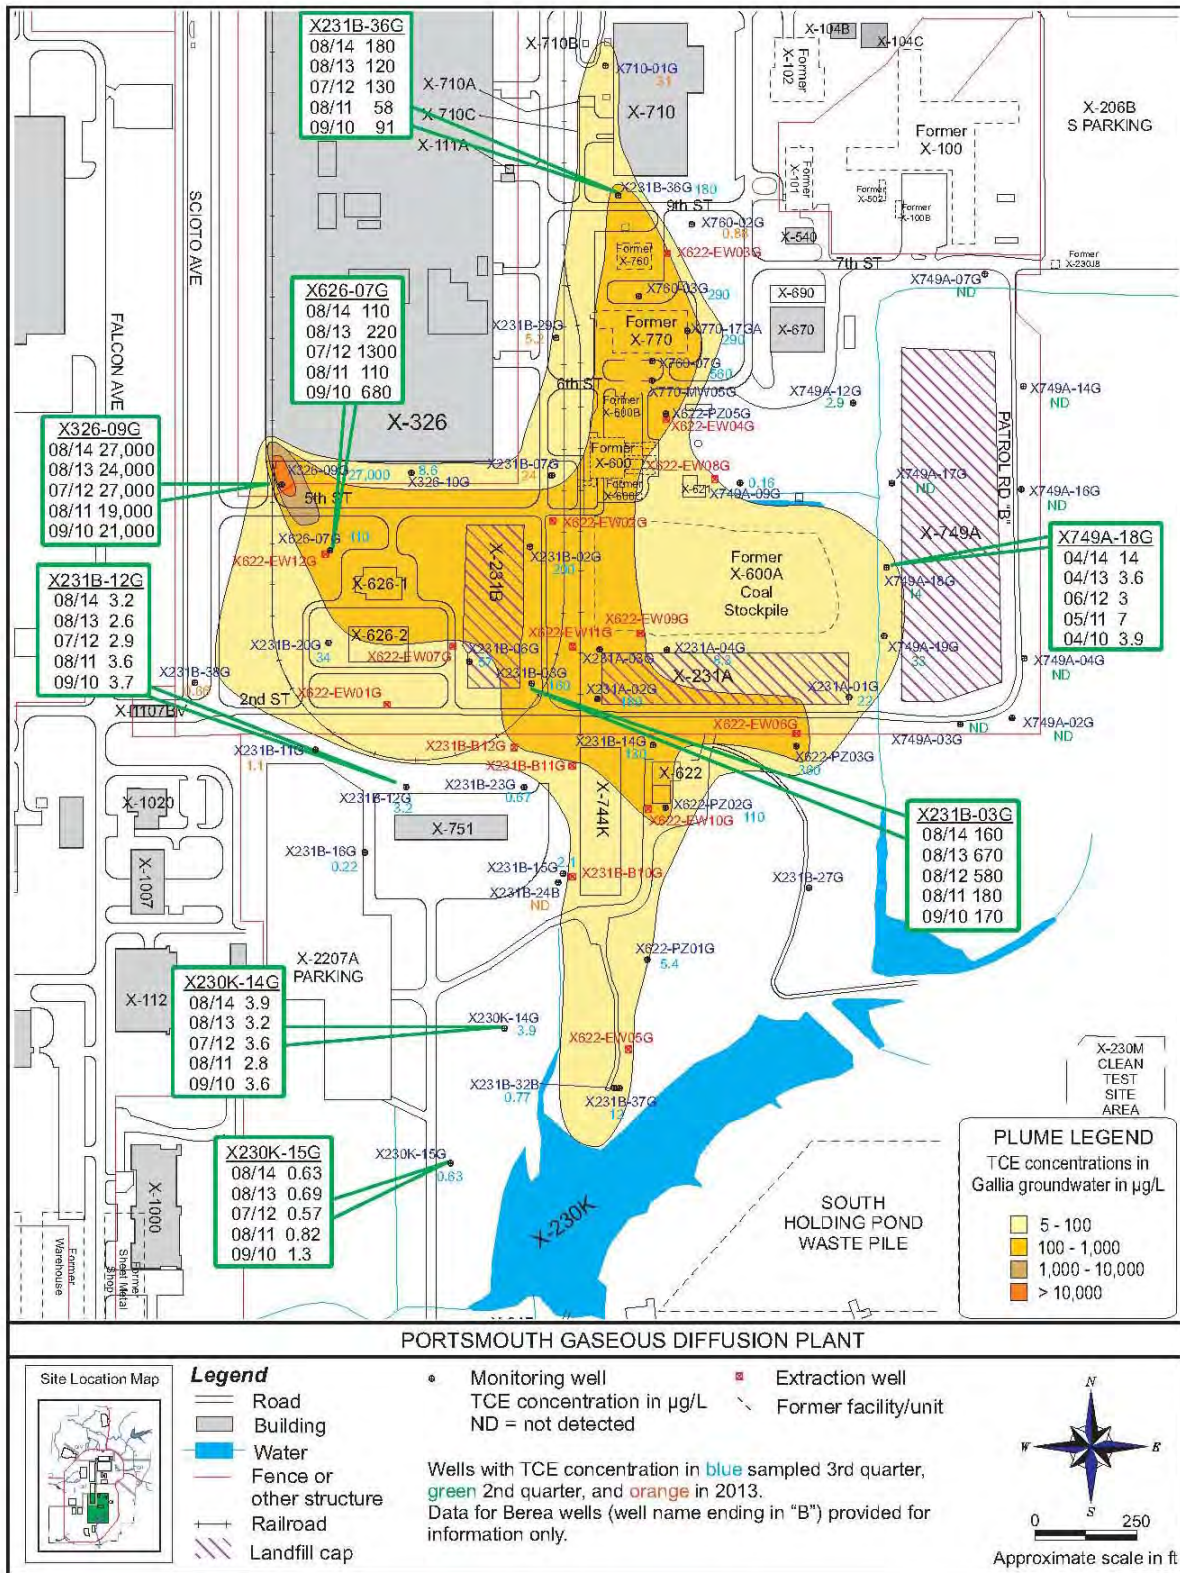 X231B-36G
08/14 180
08/13 120
07/12 130
08/11 58
09/10 91
X-710B
X710-01G
31
X-710A
X-710C
X-710
X-111A
X-104B
X-104C
Former
X-102
Former
X-100
X-206B
S PARKING
Former
X-101
Former
X-502
Former
X-100B
X-540
Former
X-230J8
SCIOTO AVE
FALCON AVE
X231B-36G 180
9th ST
X760-02G
0.88
7th ST
Former
X-760
X622-EW03G
X760-03G
290
X-690
X-670
X749A-07G
ND
X626-07G
08/14 110
08/13 220
07/12 1300
08/11 110
09/10 680
X231B-29G
5.2
Former
X-770
X770-17GA
290
X760-07G
560
6th ST
X770-MW05G
X749A-12G
2.9
X749A-14G
ND
PATROL RD "B"
X-326
Former
X-600B
X622-PZ05G
X622-EW04G
Former
X-600
X622-EW08G
X326-09G
08/14 27,000
08/13 24,000
07/12 27,000
08/11 19,000
09/10 21,000
X326-09G
27,000
8.6
X326-10G
X231B-07G
24
5th ST
Former
X-600C
X-621
0.16
X749A-09G
X749A-17G
ND
X749A-16G
ND
X-749A
X749A-18G
04/14 14
04/13 3.6
06/12 3
05/11 7
04/10 3.9
X626-07G
110
X622-EW12G
X622-EW02G
X-231B
X231B-02G
200
Former
X-600A
Coal
Stockpile
X749A-18G
14
X231B-12G
08/14 3.2
08/13 2.6
07/12 2.9
08/11 3.6
09/10 3.7
X-626-1
X622-EW09G
X231B-20G
34
X-626-2
X622-EW07G
X231B-06G
57
X622-EW11G
X231A-03G
X231A-04G
8.3
X749A-19G
33
X749A-04G
ND
X231B-38G
0.66
X231B-03G
160
X-231A
X231A-02G
180
X231A-01G
22
2nd ST
X622-EW01G
X-1107BV
X622-EW06G
X749A-03G
ND
X749A-02G
ND
X231B-11G
1.1
X231B-B12G
X231B-14G
130
X622-PZ03G
360
X231B-B11G
X-622
X231B-12G
3.2
X231B-23G
0.67
X-1020
X-744K
X622-PZ02G
110
X622-EW10G
X231B-03G
08/14 160
08/13 670
08/12 580
08/11 180
09/10 170
X-751
X231B-16G
0.22
X231B-15G
2.1
X231B-B10G
X231B-24B
ND
X231B-27G
X-1007
X622-PZ01G
5.4
X-2207A
PARKING
X-112
X230K-14G
08/14 3.9
08/13 3.2
07/12 3.6
08/11 2.8
09/10 3.6
X230K-14G
3.9
X622-EW05G
X231B-32B
0.77
X231B-37G
12
X-230M
CLEAN
TEST
SITE
AREA
X230K-15G
08/14 0.63
08/13 0.69
07/12 0.57
08/11 0.82
09/10 1.3
X230K-15G
0.63
X-1000
X-230K
SOUTH
HOLDING POND
WASTE PILE
Former
Warehouse
Former
Sheet Metal
Shop
PLUME LEGEND
TCE concentrations in
Gallia groundwater in µg/L
5 - 100
100 - 1,000
1,000 - 10,000
> 10,000
PORTSMOUTH GASEOUS DIFFUSION PLANT
Site Location Map
Legend
Road
Building
Water
Fence or
other structure
Railroad
Landfill cap
Monitoring well
TCE concentration in µg/L
ND = not detected
Extraction well
Former facility/unit
Wells with TCE concentration in blue sampled 3rd quarter,
green 2nd quarter, and orange in 2013.
Data for Berea wells (well name ending in "B") provided for
information only.
N
W E
S
0 250
Approximate scale in ft